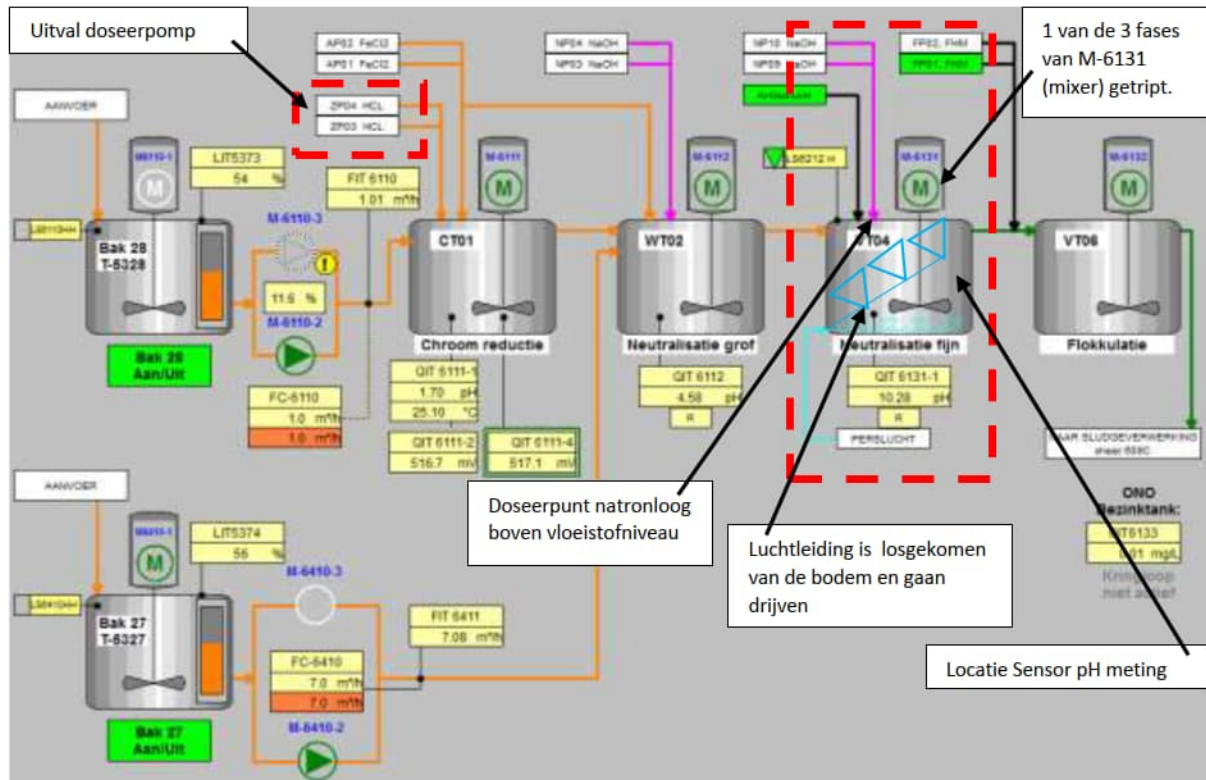 Uitval doseerpomp
1 van de 3 fases
van M-6131
(mixer) getript.
AP02 FeCl2
AP01 FeCl2
ZP04 HCL
ZP03 HCL
NP04 NaOH
NP03 NaOH
NP10 NaOH
NP09 NaOH
FP02, FHM
FP01, FHM
AANVOER
LIT5373
54 %
FIT 6110
1.01 m³/h
M-6111
M
M-6112
M
LS6212 H
M-6131
M
M-6132
M
M
M-6110-3
11.6 %
M-6110-2
Bak 28
T-5328
CT01
WT02
VT04
VT06
Bak 28
Aan/Uit
Chroom reductie
Neutralisatie grof
Neutralisatie fijn
Flokkulatie
QIT 6111-1
1.70 pH
25.10 °C
QIT 6111-2
516.7 mV
QIT 6111-4
517.1 mV
QIT 6112
4.58 pH
R
QIT 6131-1
10.28 pH
R
PERSLUCHT
FC-6110
1.0 m³/h
1.0 m³/h
NAAR SLUDGEVERWERKING
Doseerpunt natronloog
boven vloeistofniveau
Luchtleiding is losgekomen
van de bodem en gaan
drijven
Locatie Sensor pH meting
ONO
Bezinktank:
mg/L
Kringloop
niet actief
AANVOER
LIT5374
56 %
M
M-6410-3
Bak 27
T-5327
FC-6410
7.0 m³/h
7.0 m³/h
M-6410-2
FIT 6411
7.08 m³/h
Bak 27
Aan/Uit